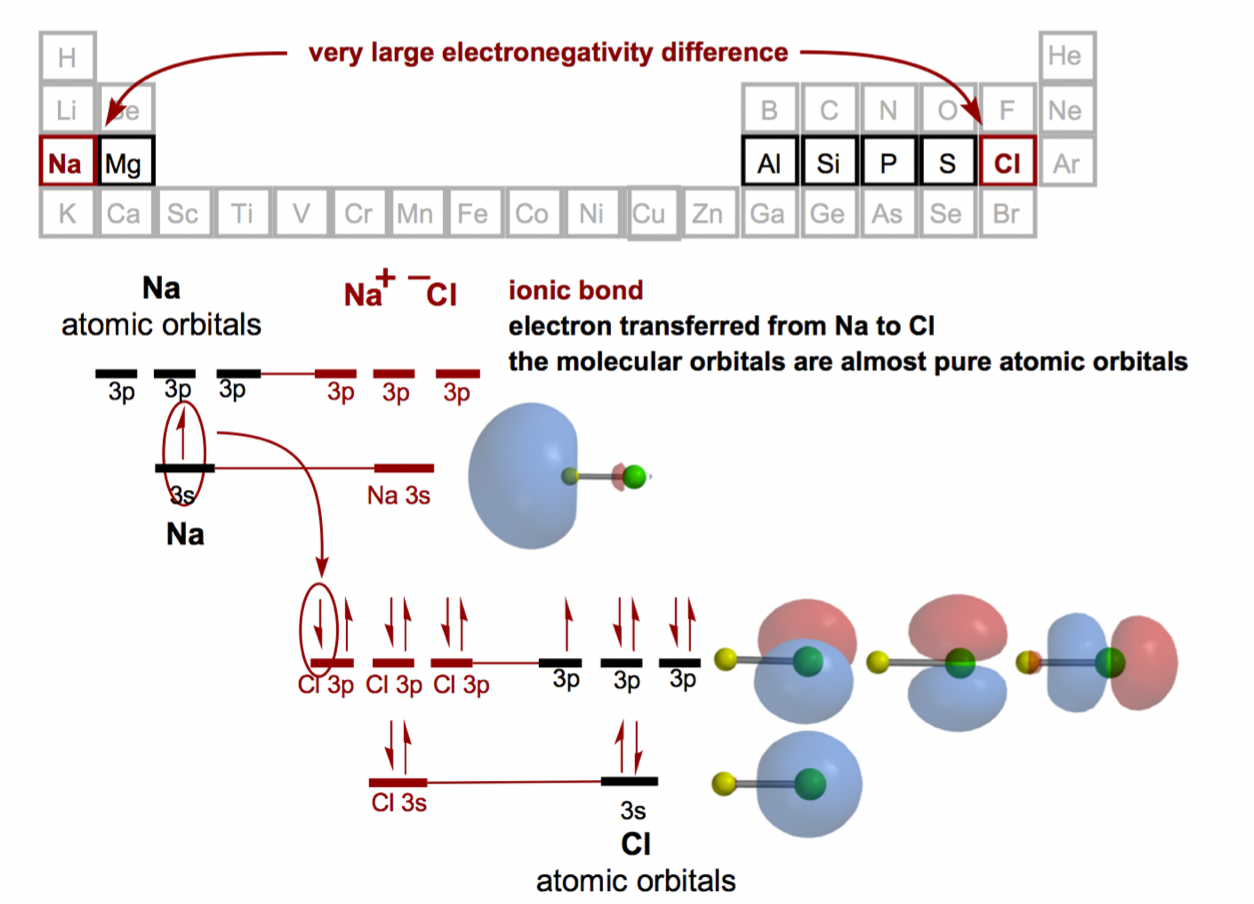 very large electronegativity difference
H He
Li Be B C N O F Ne
Na Mg Al Si P S Cl Ar
K Ca Sc Ti V Cr Mn Fe Co Ni Cu Zn Ga Ge As Se Br
Na
atomic orbitals
Na+ −Cl
ionic bond
electron transferred from Na to Cl
the molecular orbitals are almost pure atomic orbitals
3p 3p 3p 3p 3p 3p
3s Na 3s
Na
Cl 3p Cl 3p Cl 3p 3p 3p 3p
Cl 3s 3s
Cl
atomic orbitals